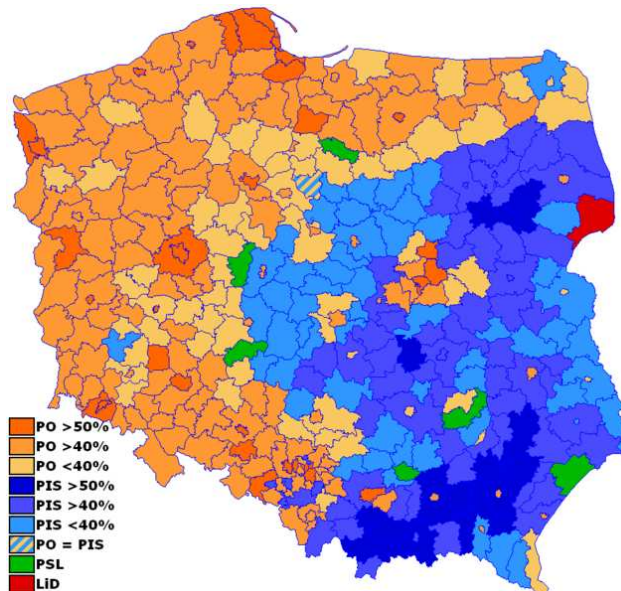 PO >50%
PO >40%
PO <40%
PIS >50%
PIS >40%
PIS <40%
PO = PIS
PSL
LiD